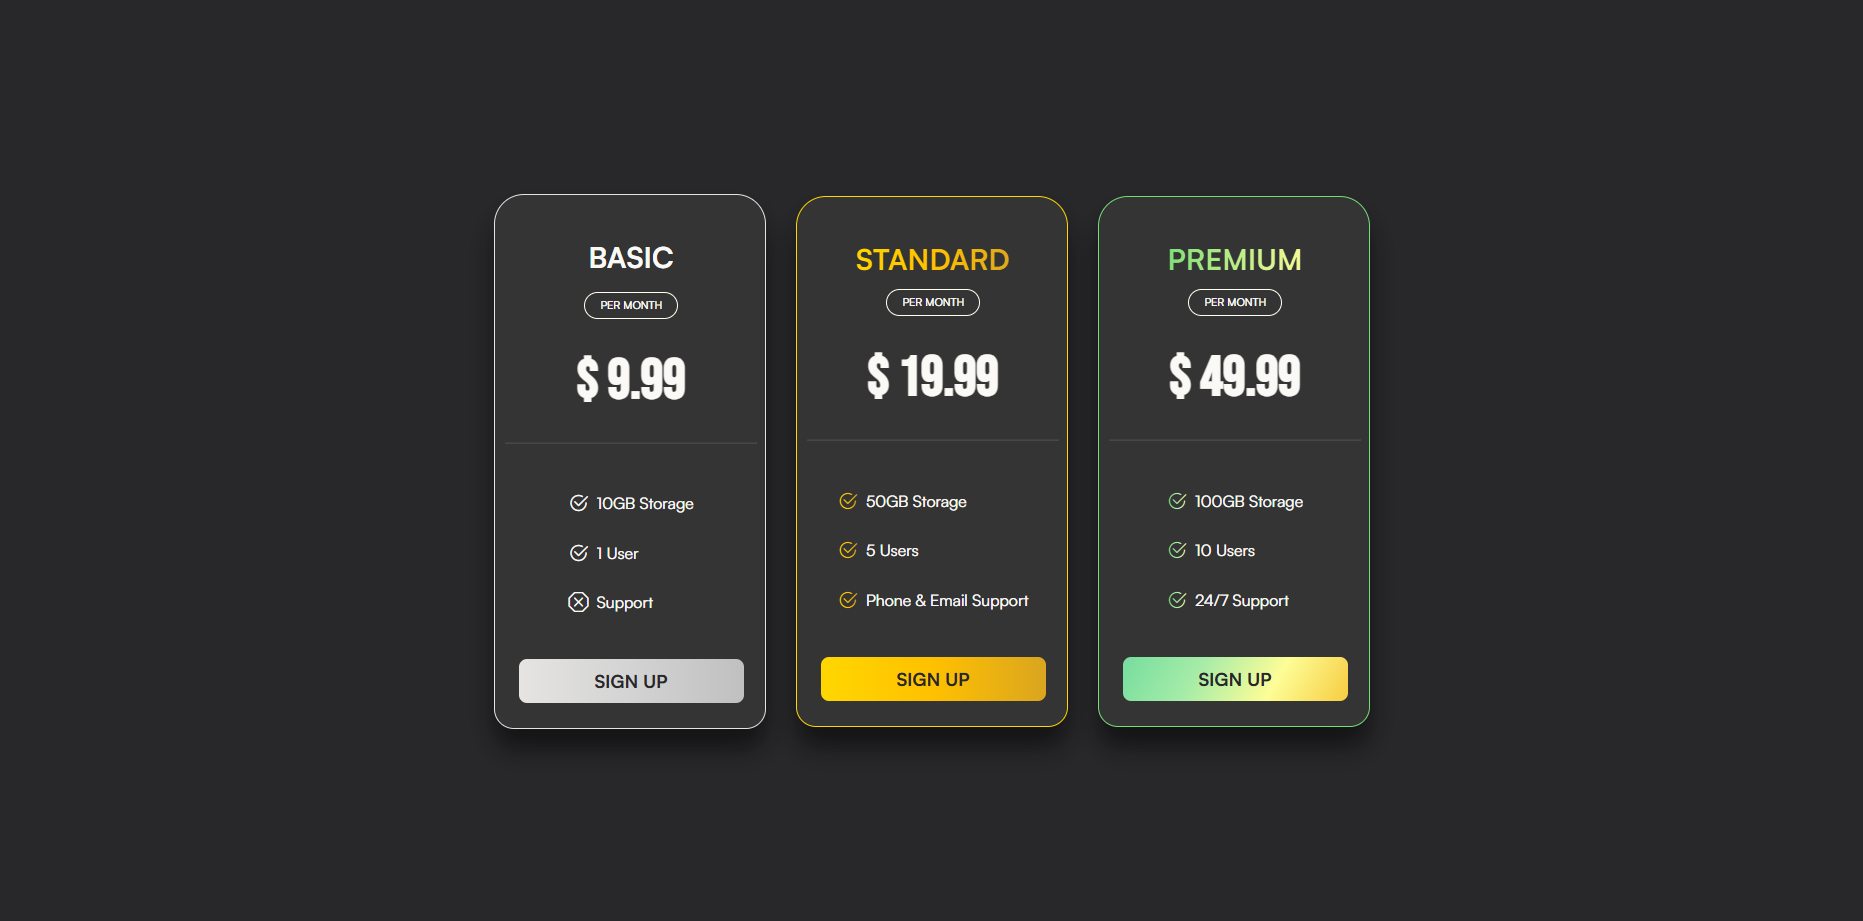 BASIC
PER MONTH
$ 9.99
10GB Storage
1 User
Support
SIGN UP
STANDARD
PER MONTH
$ 19.99
50GB Storage
5 Users
Phone & Email Support
SIGN UP
PREMIUM
PER MONTH
$ 49.99
100GB Storage
10 Users
24/7 Support
SIGN UP